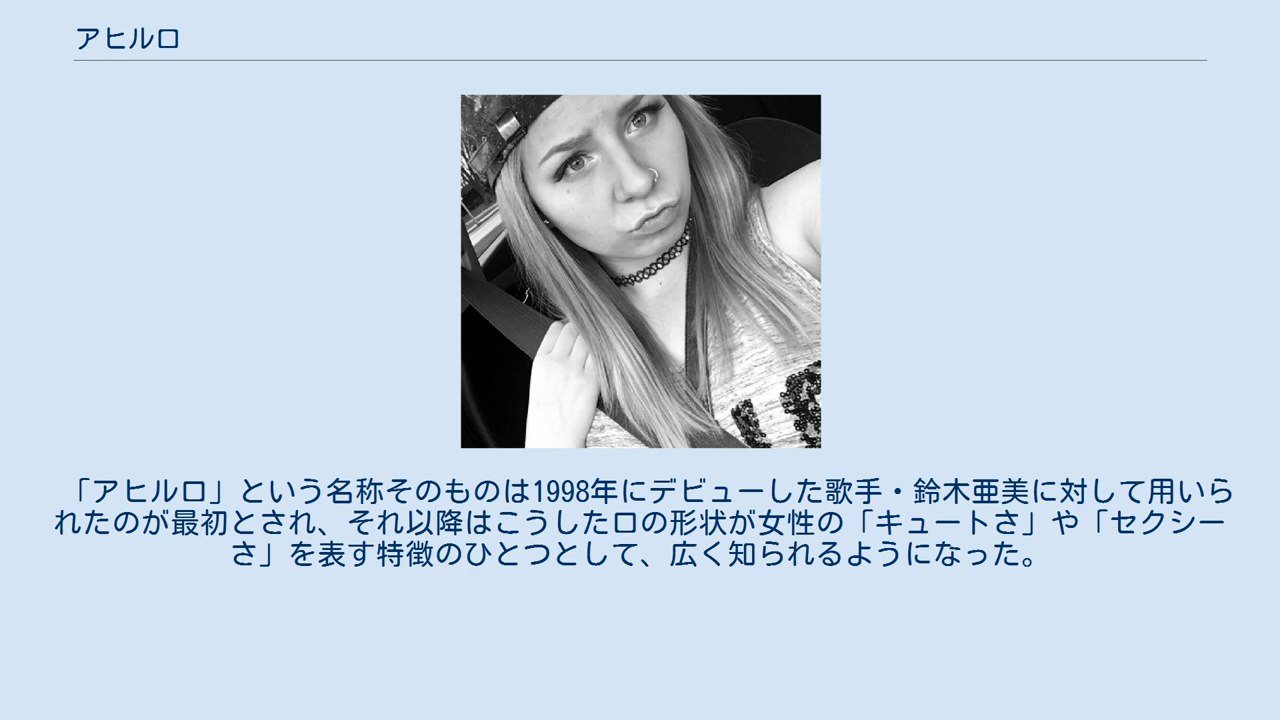 アヒル口
「アヒル口」という名称そのものは1998年にデビューした歌手・鈴木亜美に対して用いら
れたのが最初とされ、それ以降はこうした口の形状が女性の「キュートさ」や「セクシー
さ」を表す特徴のひとつとして、広く知られるようになった。